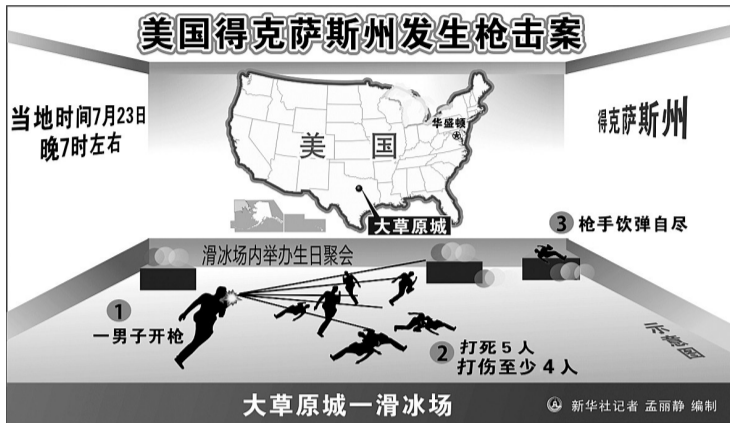 美国得克萨斯州发生枪击案
当地时间7月23日
晚7时左右
得克萨斯州
华盛顿
美国
大草原城
3 枪手饮弹自尽
滑冰场内举办生日聚会
1
一男子开枪
2 打死5人
打伤至少4人
示意图
大草原城一滑冰场
新华社记者 孟丽静 编制